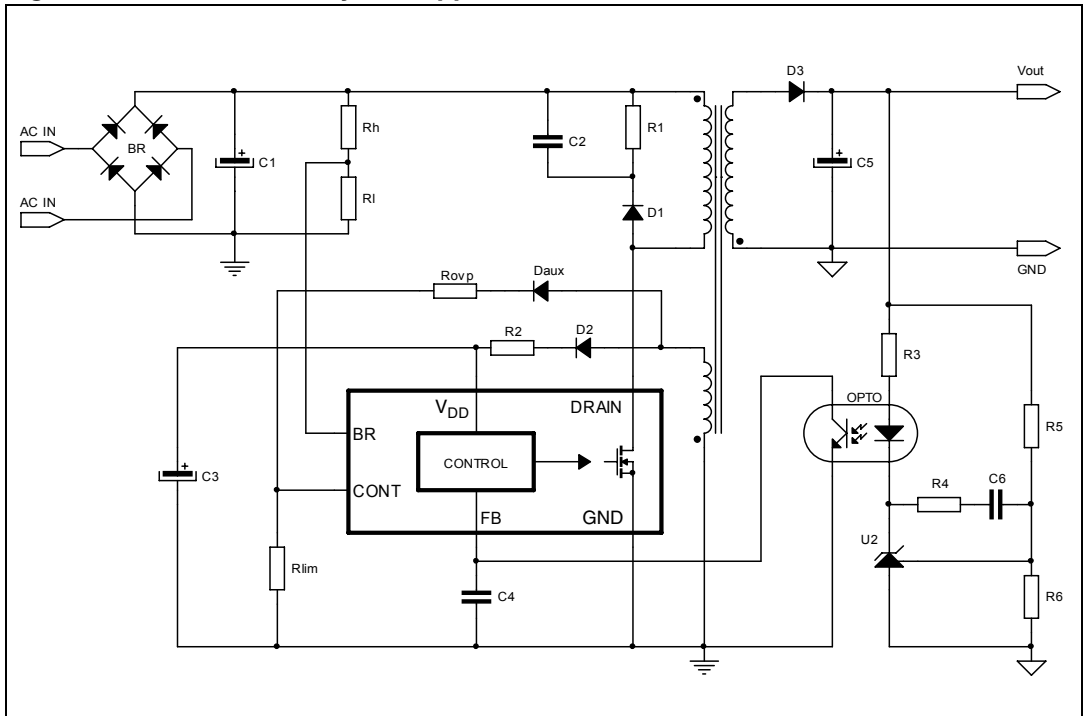 D3
Vout
AC IN
BR
C1
Rh
Rl
C2
R1
D1
C5
AC IN
GND
Rovp
Daux
R2
D2
R3
OPTO
VDD
DRAIN
BR
CONTROL
R5
C3
CONT
R4
C6
FB
GND
U2
Rlim
C4
R6